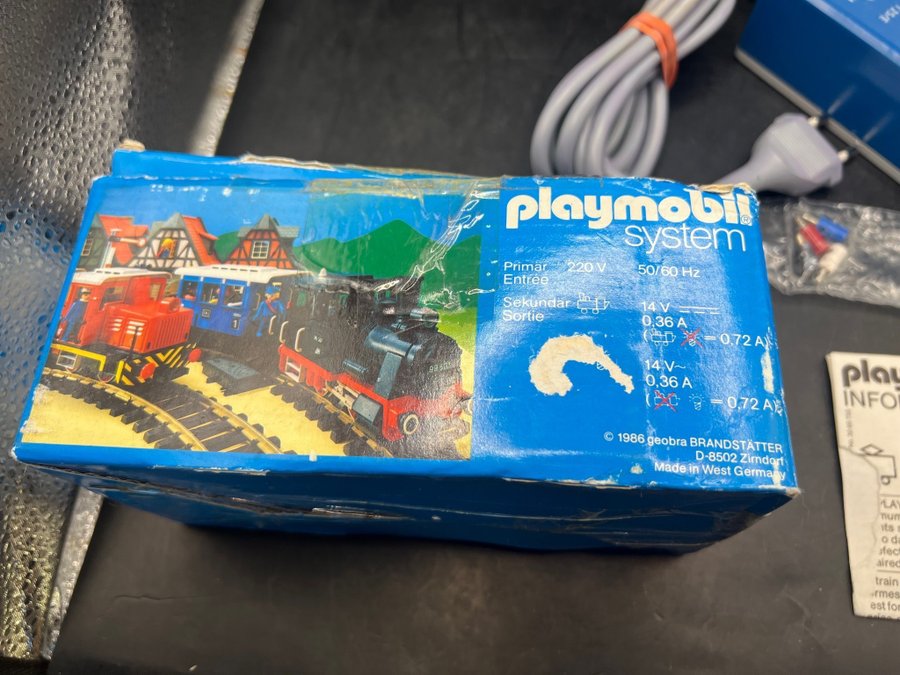 playmobil®
system
Primär 220 V 50/60 Hz
Entrée
Sekundär 14 V
Sortie 0,36 A
( = 0,72 A)
14 V~
0,36 A
( = 0,72 A)
© 1986 geobra BRANDSTÄTTER
D-8502 Zirndorf
Made in West Germany
play
INFO
train